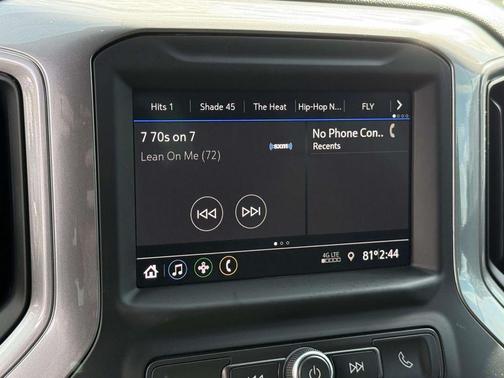 Hits 1 Shade 45 The Heat Hip-Hop N... FLY
7 70s on 7
Lean On Me (72)
sxm
No Phone Con..
Recents
4G LTE
81° 2:44